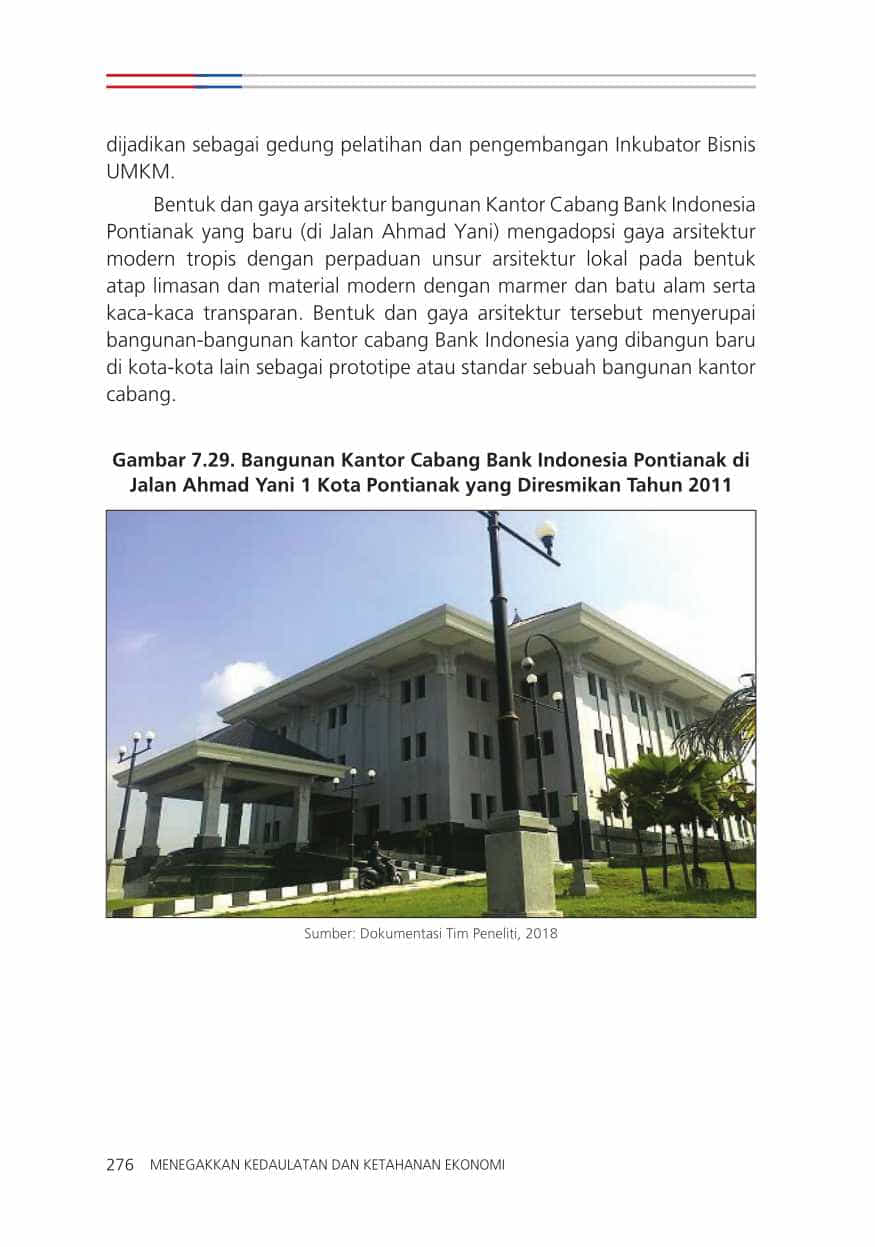 dijadikan sebagai gedung pelatihan dan pengembangan Inkubator Bisnis
UMKM.
Bentuk dan gaya arsitektur bangunan Kantor Cabang Bank Indonesia
Pontianak yang baru (di Jalan Ahmad Yani) mengadopsi gaya arsitektur
modern tropis dengan perpaduan unsur arsitektur lokal pada bentuk
atap limasan dan material modern dengan marmer dan batu alam serta
kaca-kaca transparan. Bentuk dan gaya arsitektur tersebut menyerupai
bangunan-bangunan kantor cabang Bank Indonesia yang dibangun baru
di kota-kota lain sebagai prototipe atau standar sebuah bangunan kantor
cabang.
Gambar 7.29. Bangunan Kantor Cabang Bank Indonesia Pontianak di
Jalan Ahmad Yani 1 Kota Pontianak yang Diresmikan Tahun 2011
Sumber: Dokumentasi Tim Peneliti, 2018
276 MENEGAKKAN KEDAULATAN DAN KETAHANAN EKONOMI